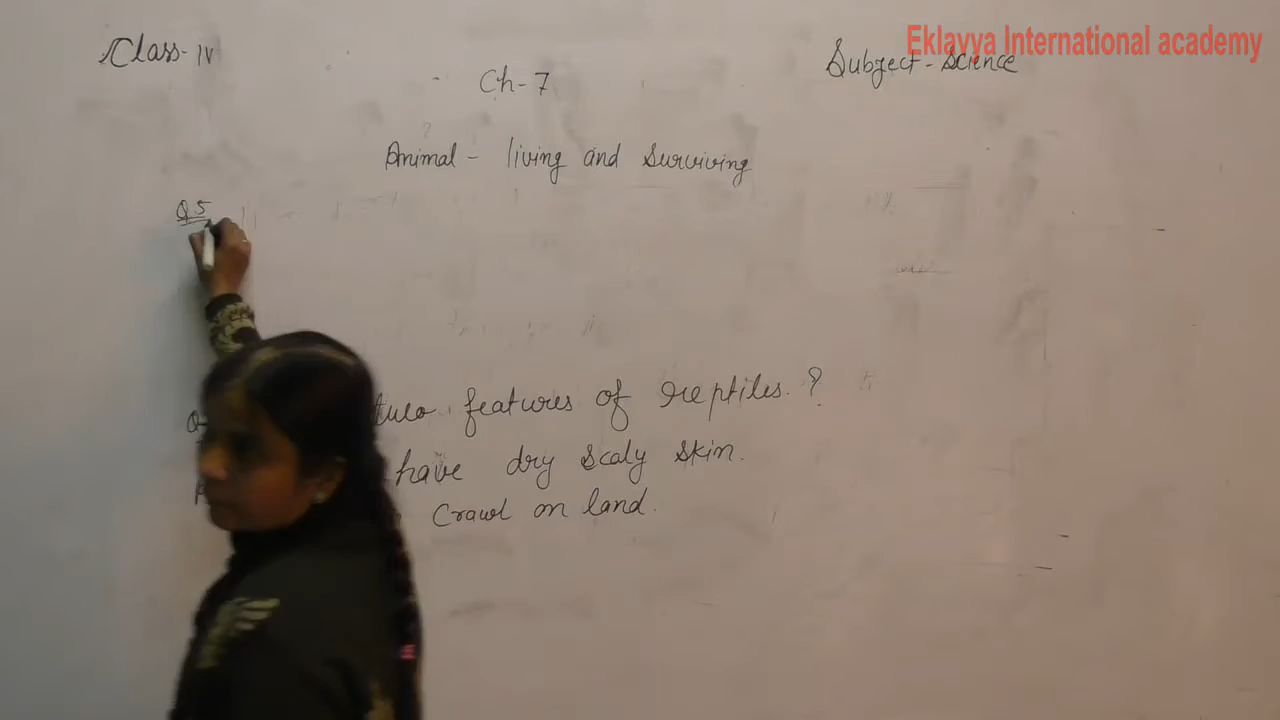 Eklavya International academy
Class-IV
Subject-Science
Ch-7
Animal - living and Surviving
Q5
two features of reptiles.?
have dry scaly skin.
Crawl on land.